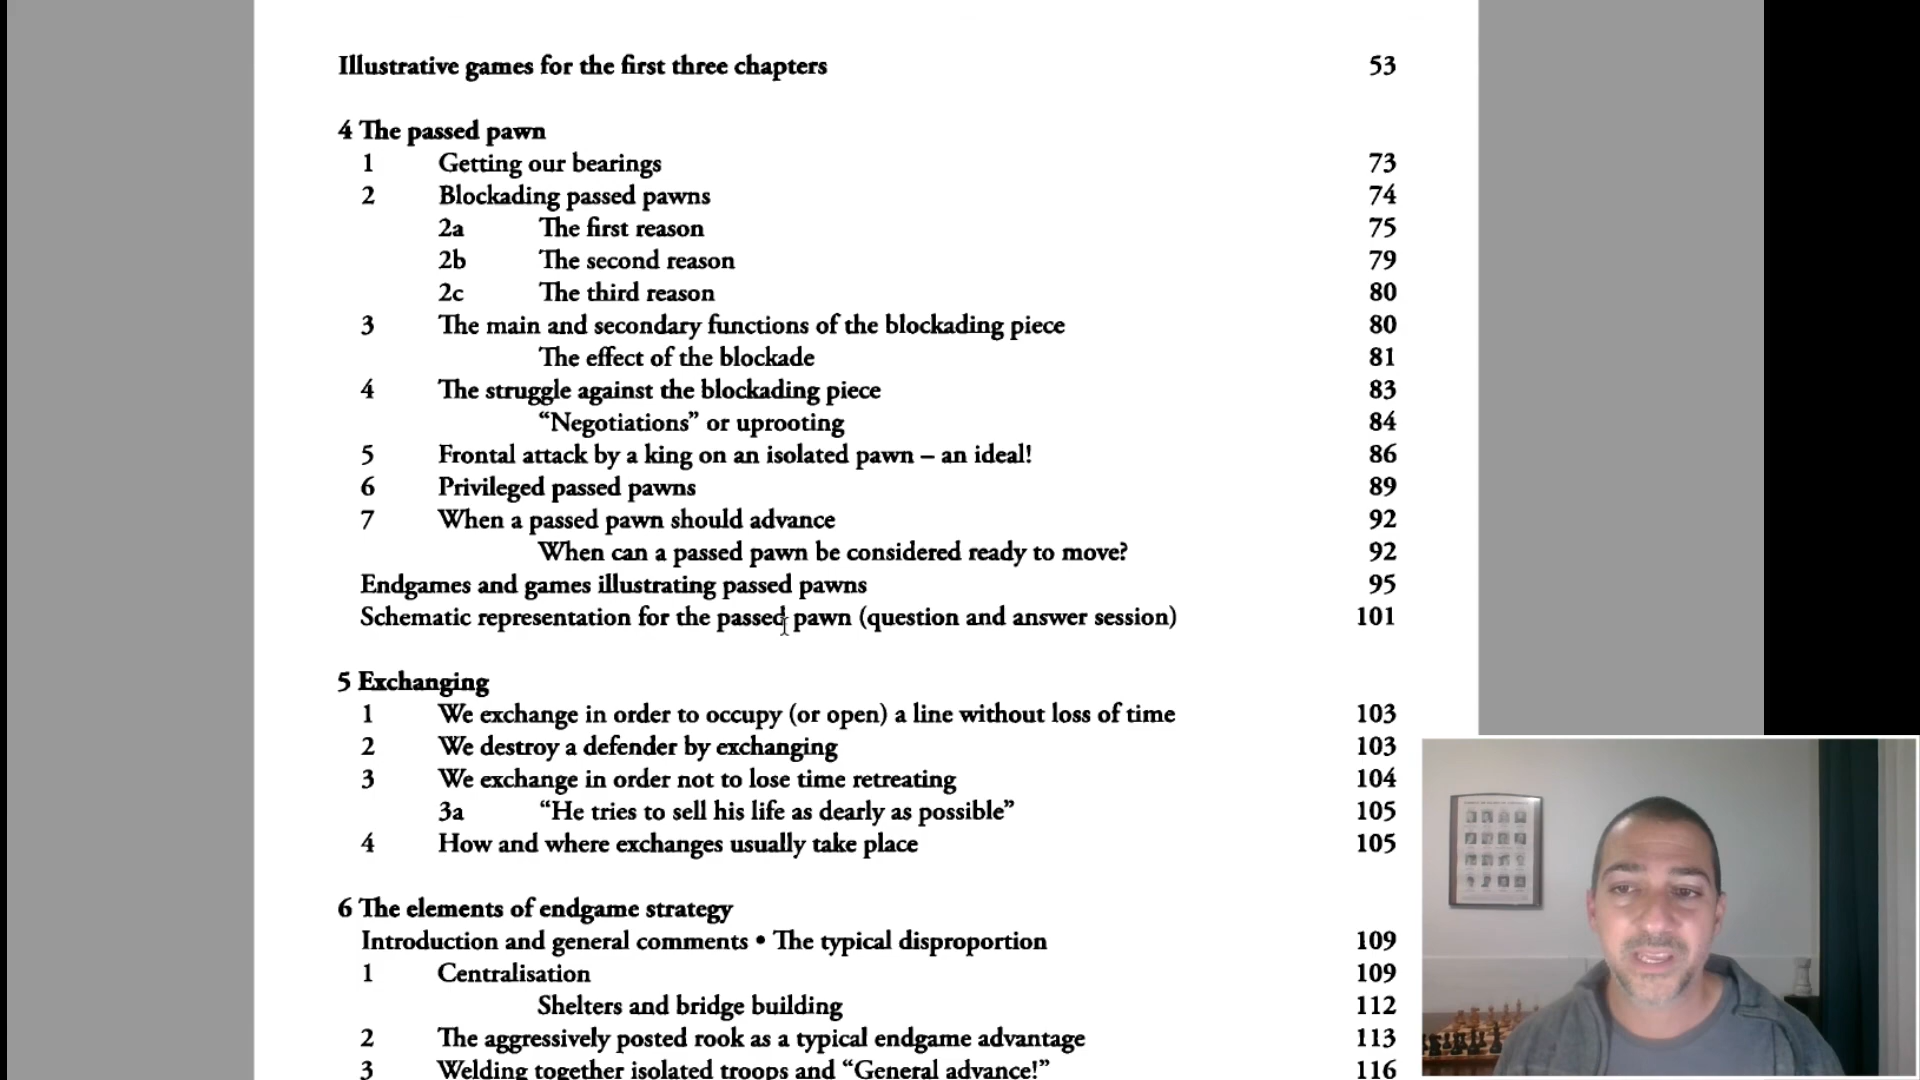 Illustrative games for the first three chapters 53
4 The passed pawn
1 Getting our bearings 73
2 Blockading passed pawns 74
2a The first reason 75
2b The second reason 79
2c The third reason 80
3 The main and secondary functions of the blockading piece 80
The effect of the blockade 81
4 The struggle against the blockading piece 83
“Negotiations” or uprooting 84
5 Frontal attack by a king on an isolated pawn – an ideal! 86
6 Privileged passed pawns 89
7 When a passed pawn should advance 92
When can a passed pawn be considered ready to move? 92
Endgames and games illustrating passed pawns 95
Schematic representation for the passed pawn (question and answer session) 101
5 Exchanging
1 We exchange in order to occupy (or open) a line without loss of time 103
2 We destroy a defender by exchanging 103
3 We exchange in order not to lose time retreating 104
3a “He tries to sell his life as dearly as possible” 105
4 How and where exchanges usually take place 105
6 The elements of endgame strategy
Introduction and general comments • The typical disproportion 109
1 Centralisation 109
Shelters and bridge building 112
2 The aggressively posted rook as a typical endgame advantage 113
3 Welding together isolated troops and “General advance!” 116